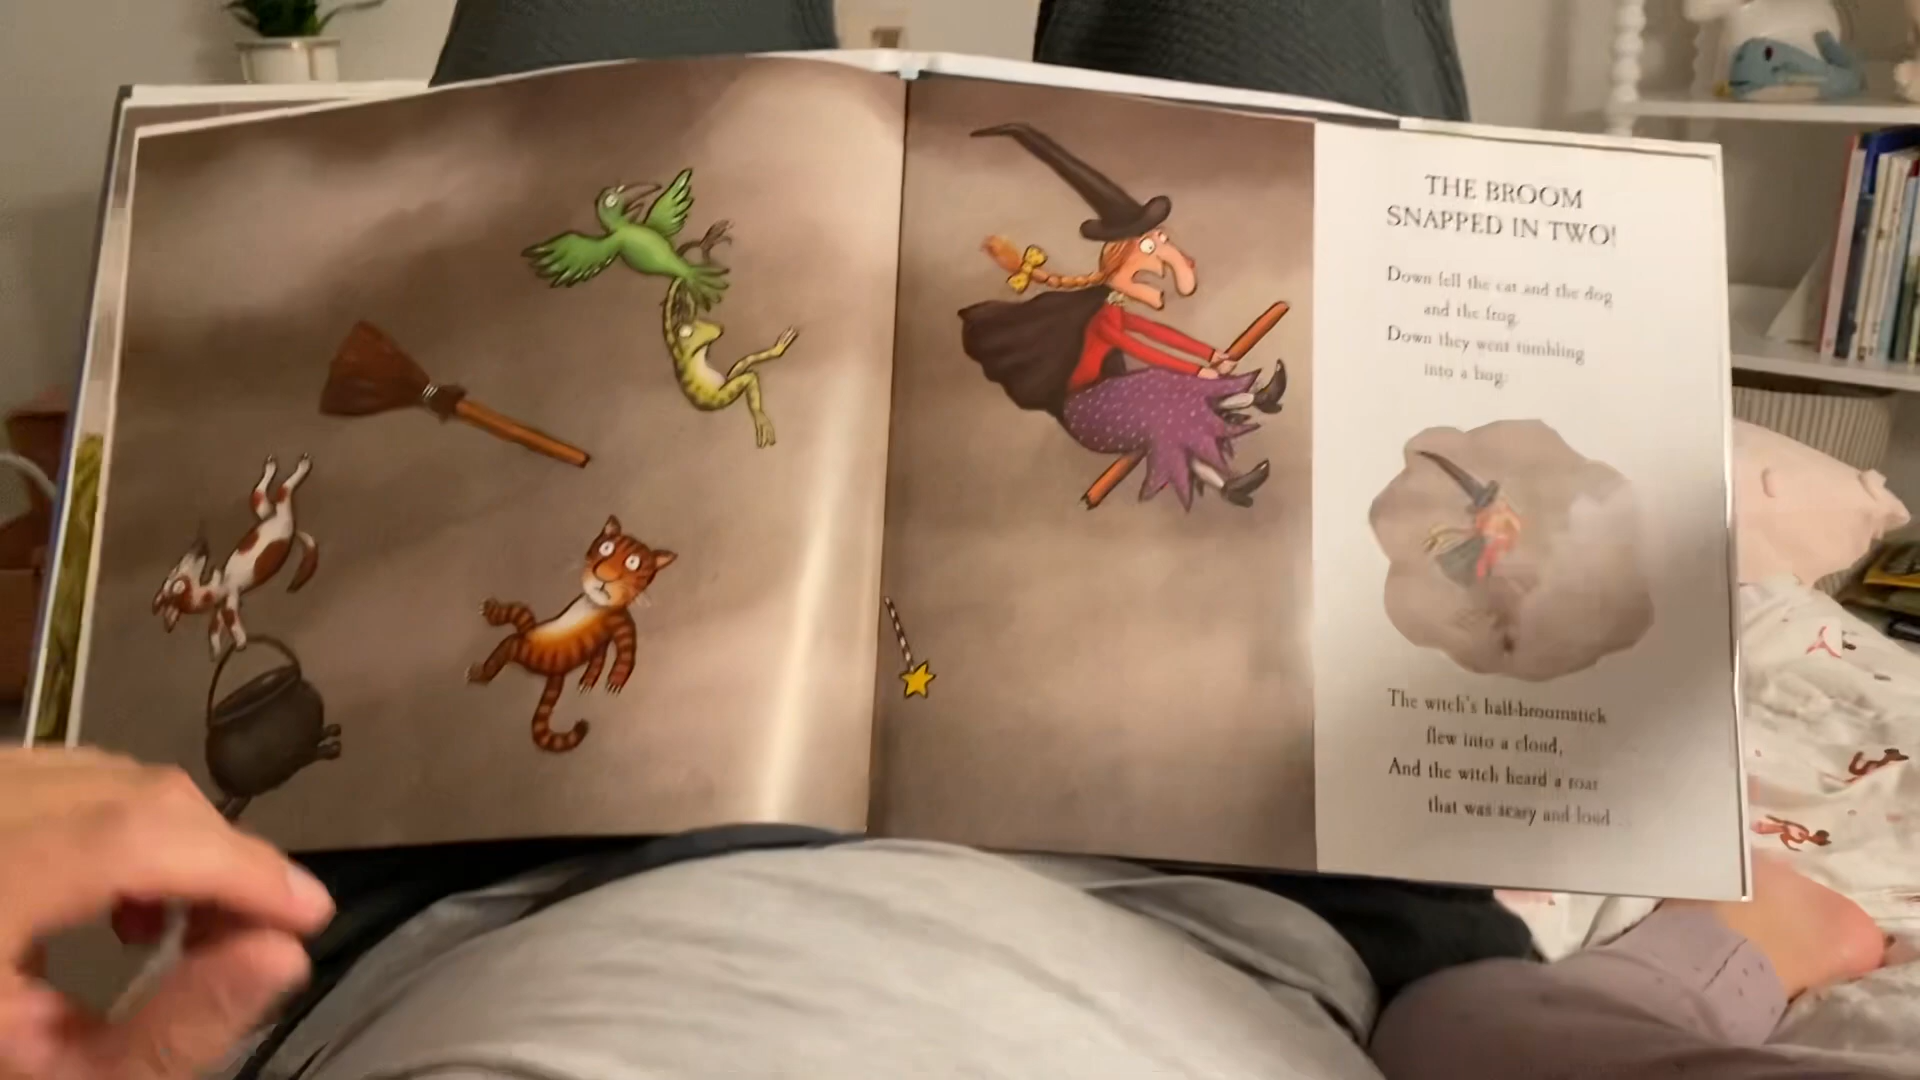 THE BROOM
SNAPPED IN TWO!
Down fell the cat and the dog
and the frog.
Down they went tumbling
into a bog.
The witch's half-broomstick
flew into a cloud,
And the witch heard a roar
that was scary and loud . . .